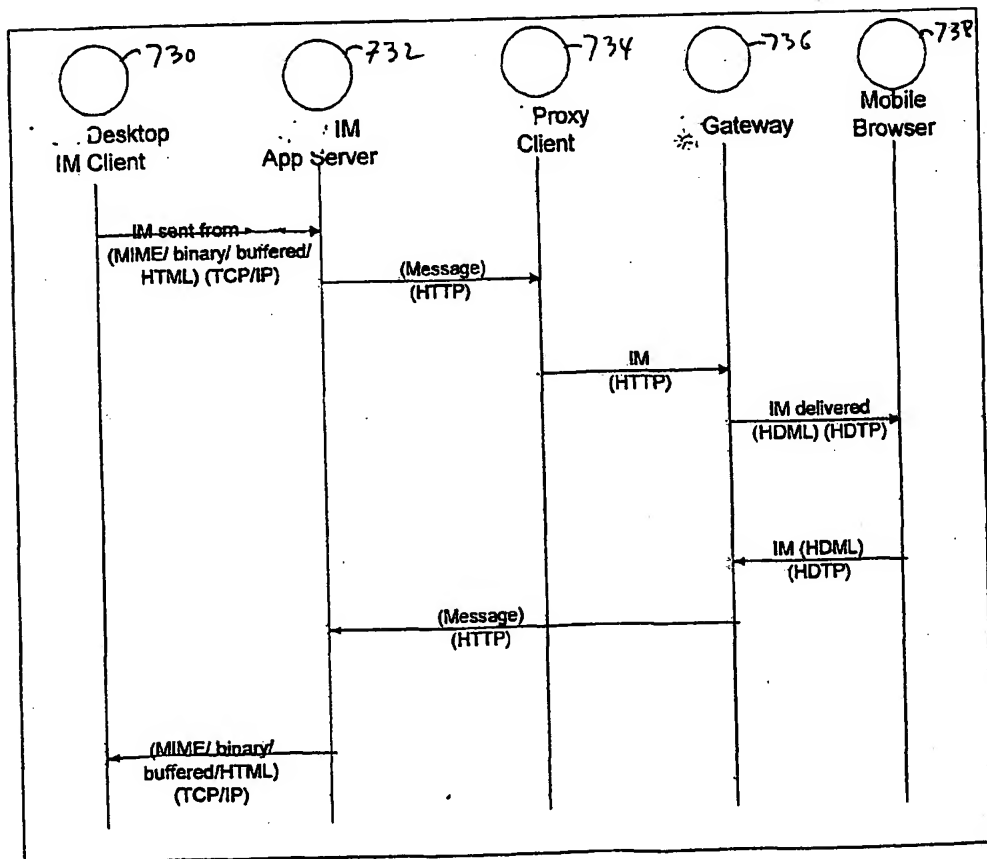 730
732
734
736
738
Desktop
IM Client
IM
App Server
Proxy
Client
Gateway
Mobile
Browser
IM sent from
(MIME/ binary/ buffered/
HTML) (TCP/IP)
(Message)
(HTTP)
IM
(HTTP)
IM delivered
(HDML) (HDTP)
IM (HDML)
(HDTP)
(Message)
(HTTP)
(MIME/ binary/
buffered/HTML)
(TCP/IP)